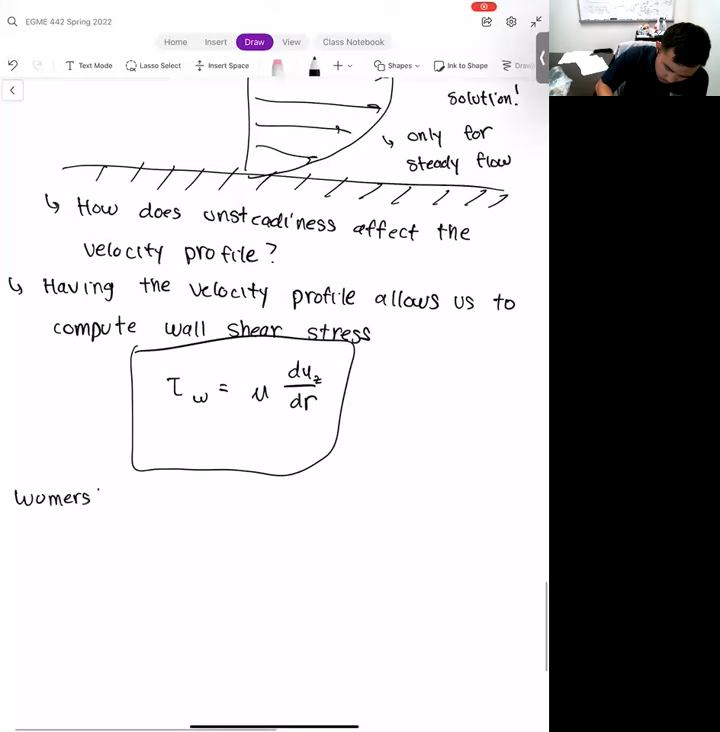 EGME 442 Spring 2022
Home Insert Draw View Class Notebook
Text Mode Lasso Select Insert Space Shapes Ink to Shape Draw
solution!
↳ only for
steady flow
↳ How does unsteadiness affect the
velocity profile?
↳ Having the velocity profile allows us to
compute wall shear stress
τw = μ duz/dr
womers